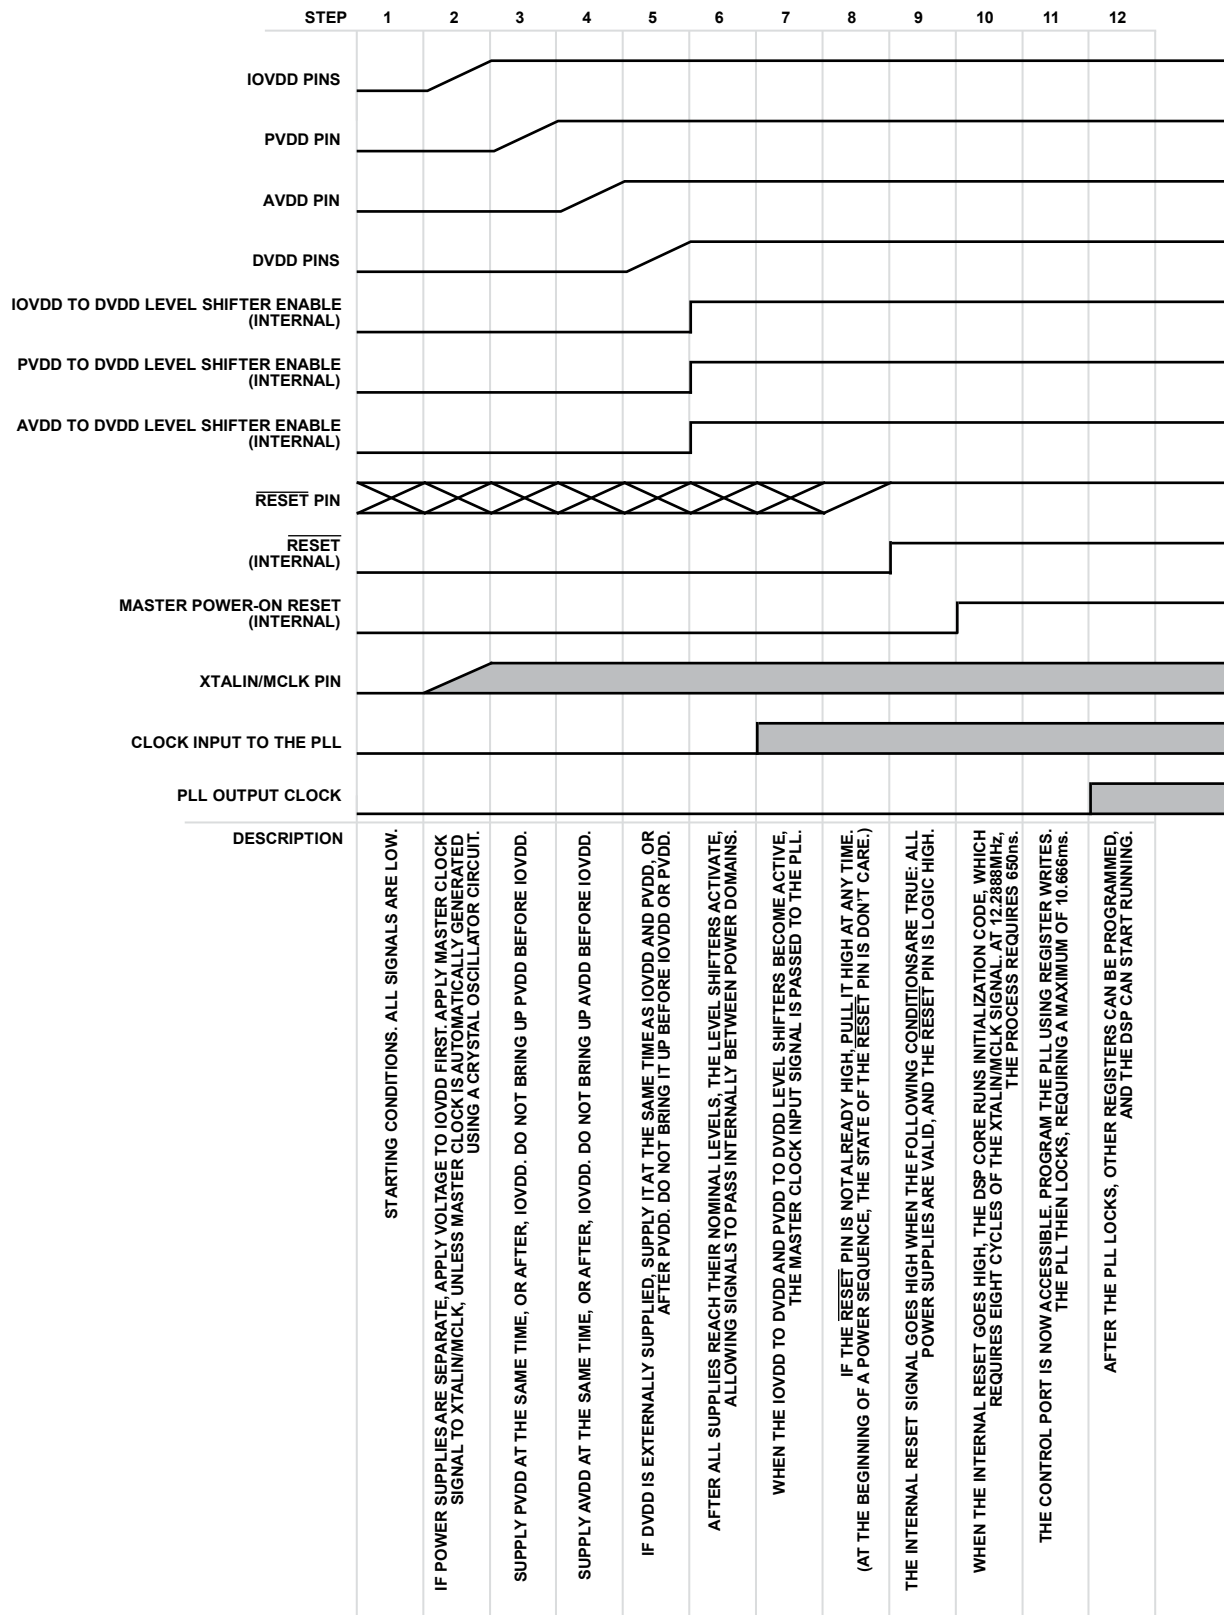 STEP 1 2 3 4 5 6 7 8 9 10 11 12
IOVDD PINS
PVDD PIN
AVDD PIN
DVDD PINS
IOVDD TO DVDD LEVEL SHIFTER ENABLE
(INTERNAL)
PVDD TO DVDD LEVEL SHIFTER ENABLE
(INTERNAL)
AVDD TO DVDD LEVEL SHIFTER ENABLE
(INTERNAL)
RESET PIN
RESET
(INTERNAL)
MASTER POWER-ON RESET
(INTERNAL)
XTALIN/MCLK PIN
CLOCK INPUT TO THE PLL
PLL OUTPUT CLOCK
DESCRIPTION
STARTING CONDITIONS. ALL SIGNALS ARE LOW.
IF POWER SUPPLIES ARE SEPARATE, APPLY VOLTAGE TO IOVDD FIRST. APPLY MASTER CLOCK
SIGNAL TO XTALIN/MCLK, UNLESS MASTER CLOCK IS AUTOMATICALLY GENERATED
USING A CRYSTAL OSCILLATOR CIRCUIT.
SUPPLY PVDD AT THE SAME TIME, OR AFTER, IOVDD. DO NOT BRING UP PVDD BEFORE IOVDD.
SUPPLY AVDD AT THE SAME TIME, OR AFTER, IOVDD. DO NOT BRING UP AVDD BEFORE IOVDD.
IF DVDD IS EXTERNALLY SUPPLIED, SUPPLY IT AT THE SAME TIME AS IOVDD AND PVDD, OR
AFTER PVDD. DO NOT BRING IT UP BEFORE IOVDD OR PVDD.
AFTER ALL SUPPLIES REACH THEIR NOMINAL LEVELS, THE LEVEL SHIFTERS ACTIVATE,
ALLOWING SIGNALS TO PASS INTERNALLY BETWEEN POWER DOMAINS.
WHEN THE IOVDD TO DVDD AND PVDD TO DVDD LEVEL SHIFTERS BECOME ACTIVE,
THE MASTER CLOCK INPUT SIGNAL IS PASSED TO THE PLL.
IF THE RESET PIN IS NOT ALREADY HIGH, PULL IT HIGH AT ANY TIME.
(AT THE BEGINNING OF A POWER SEQUENCE, THE STATE OF THE RESET PIN IS DON'T CARE.)
THE INTERNAL RESET SIGNAL GOES HIGH WHEN THE FOLLOWING CONDITIONS ARE TRUE: ALL
POWER SUPPLIES ARE VALID, AND THE RESET PIN IS LOGIC HIGH.
WHEN THE INTERNAL RESET GOES HIGH, THE DSP CORE RUNS INITIALIZATION CODE, WHICH
REQUIRES EIGHT CYCLES OF THE XTALIN/MCLK SIGNAL. AT 12.2888MHz,
THE PROCESS REQUIRES 650ns.
THE CONTROL PORT IS NOW ACCESSIBLE. PROGRAM THE PLL USING REGISTER WRITES.
THE PLL THEN LOCKS, REQUIRING A MAXIMUM OF 10.666ms.
AFTER THE PLL LOCKS, OTHER REGISTERS CAN BE PROGRAMMED,
AND THE DSP CAN START RUNNING.